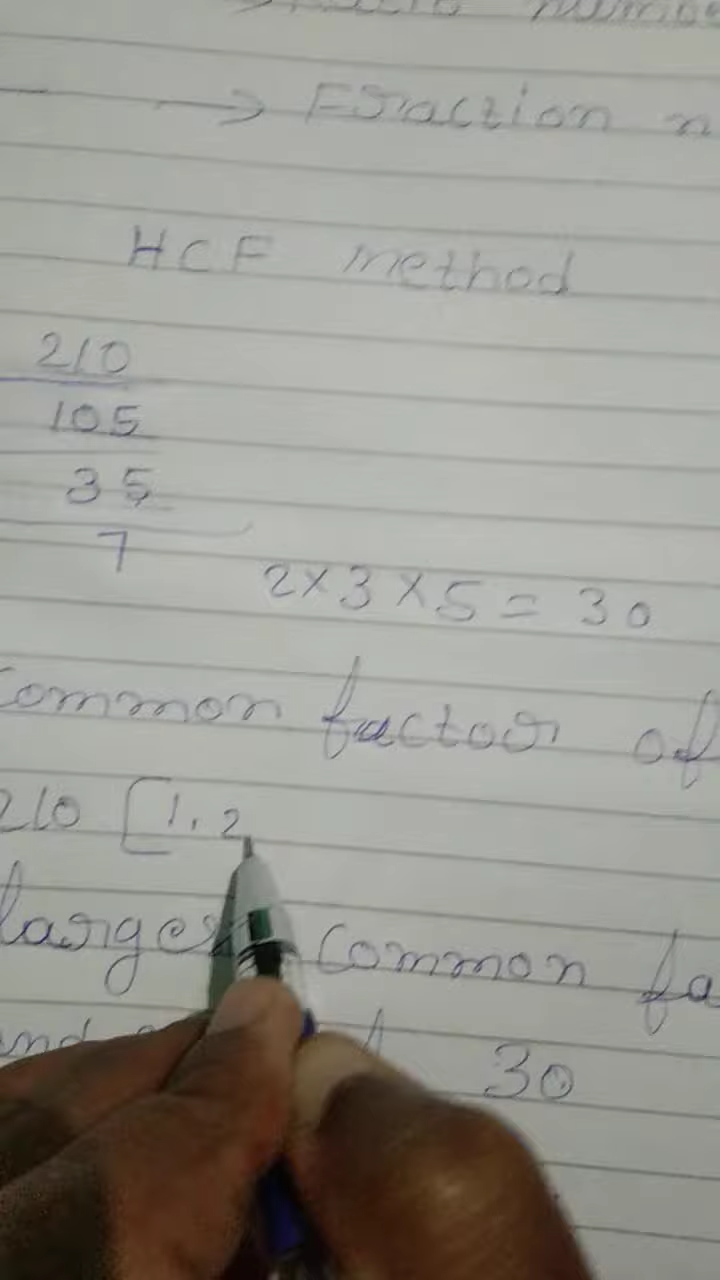 → Fraction n
HCF method
210
105
35
7
2×3×5 = 30
common factor of
210 [1, 2
larges common fa
30